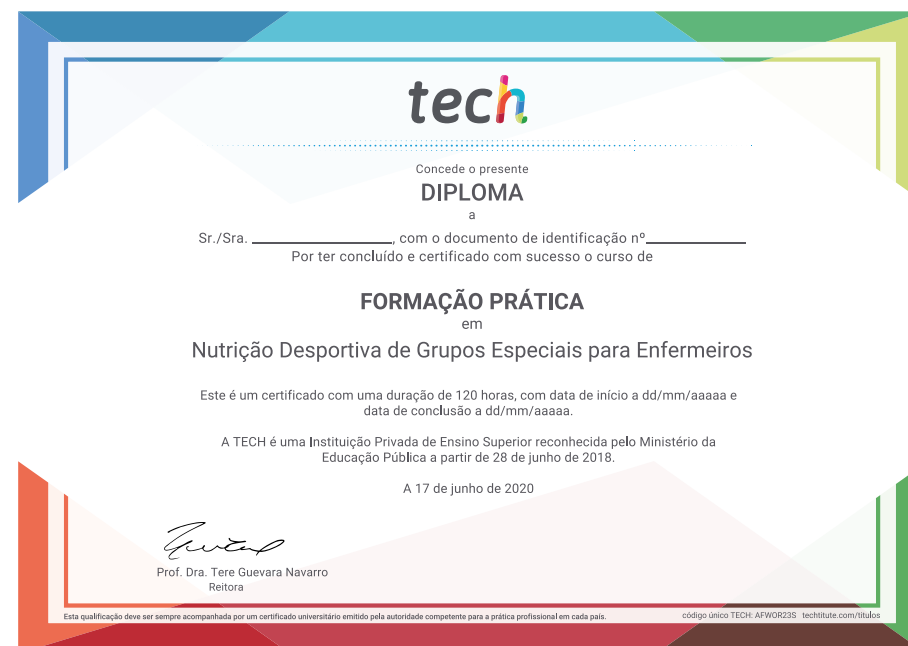 tech
Concede o presente
DIPLOMA
a
Sr./Sra. ____________________, com o documento de identificação nº______________
Por ter concluído e certificado com sucesso o curso de
FORMAÇÃO PRÁTICA
em
Nutrição Desportiva de Grupos Especiais para Enfermeiros
Este é um certificado com uma duração de 120 horas, com data de início a dd/mm/aaaaa e
data de conclusão a dd/mm/aaaaa.
A TECH é uma Instituição Privada de Ensino Superior reconhecida pelo Ministério da
Educação Pública a partir de 28 de junho de 2018.
A 17 de junho de 2020
Prof. Dra. Tere Guevara Navarro
Reitora
Esta qualificação deve ser sempre acompanhada por um certificado universitário emitido pela autoridade competente para a prática profissional em cada país.
código único TECH: AFWOR23S techtitute.com/titulos